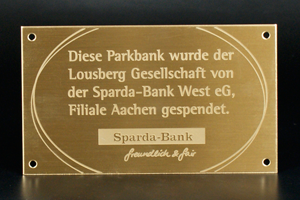 Diese Parkbank wurde der
Lousberg Gesellschaft von
der Sparda-Bank West eG,
Filiale Aachen gespendet.
Sparda-Bank
freundlich & fair